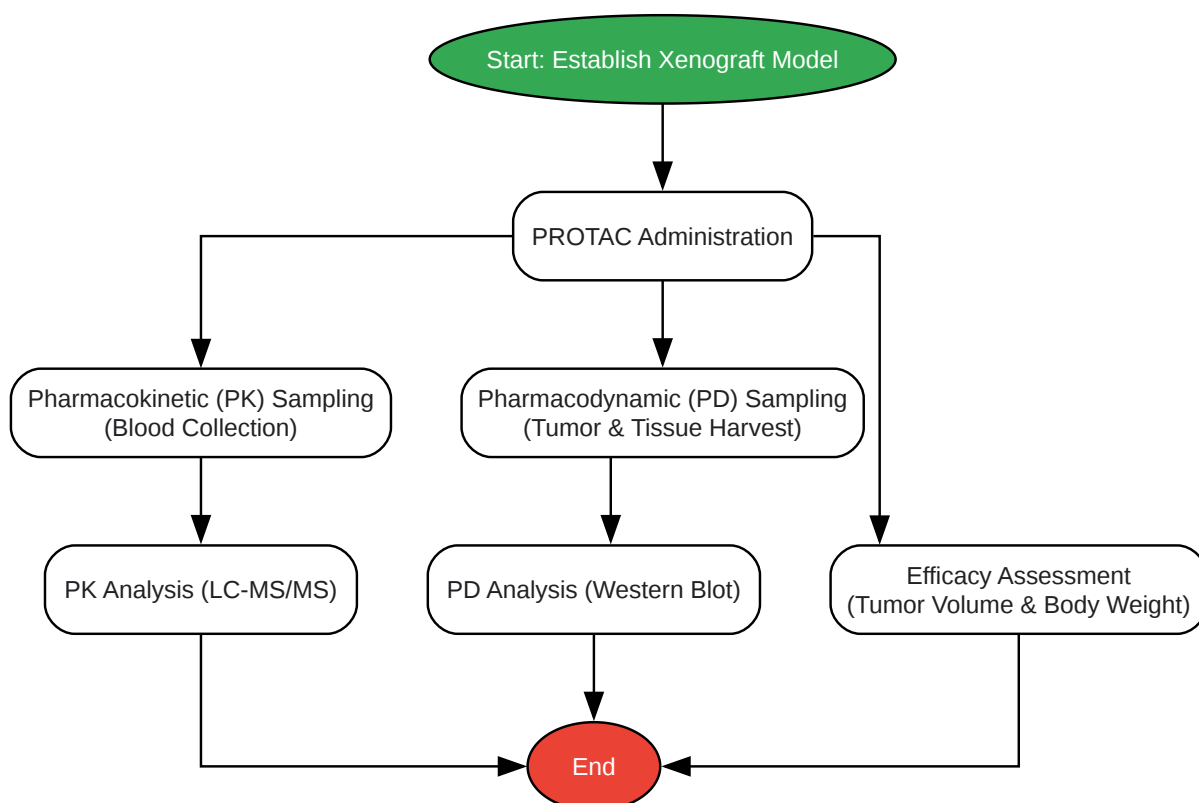 Start: Establish Xenograft Model
PROTAC Administration
Pharmacokinetic (PK) Sampling
(Blood Collection)
Pharmacodynamic (PD) Sampling
(Tumor & Tissue Harvest)
PK Analysis (LC-MS/MS)
PD Analysis (Western Blot)
Efficacy Assessment
(Tumor Volume & Body Weight)
End